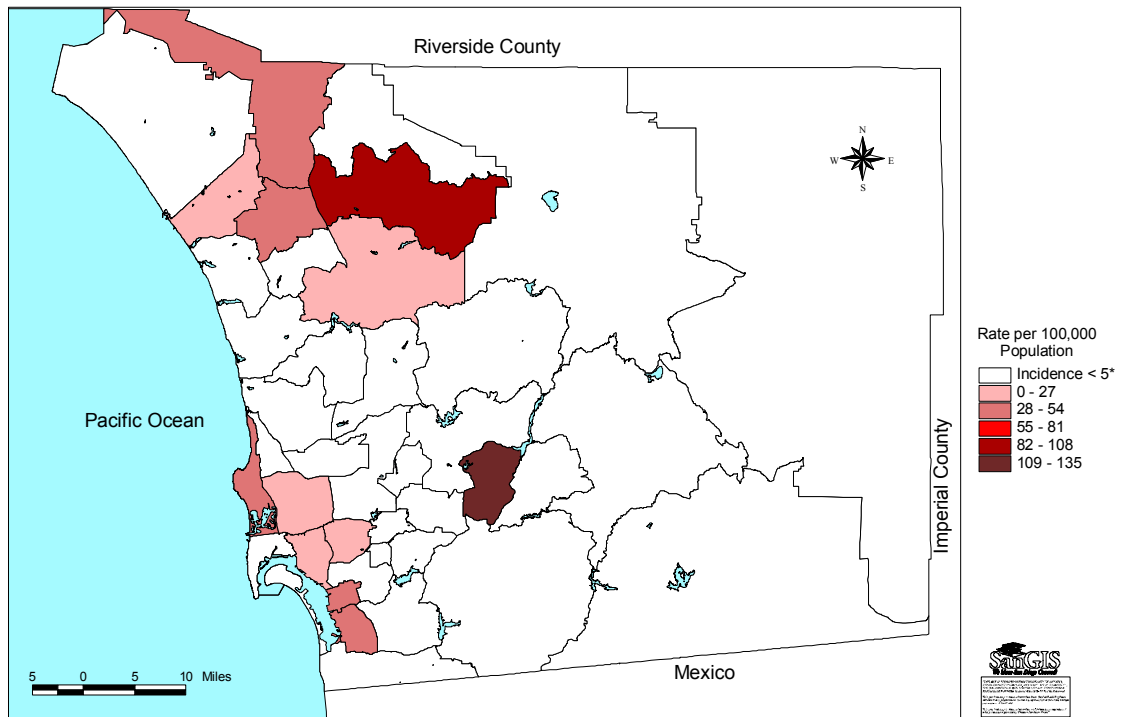 Riverside County
N
W
E
S
Pacific Ocean
Rate per 100,000
Population
Incidence < 5*
0 - 27
28 - 54
55 - 81
82 - 108
109 - 135
Imperial County
Mexico
5
0
5
10
Miles
SanGIS